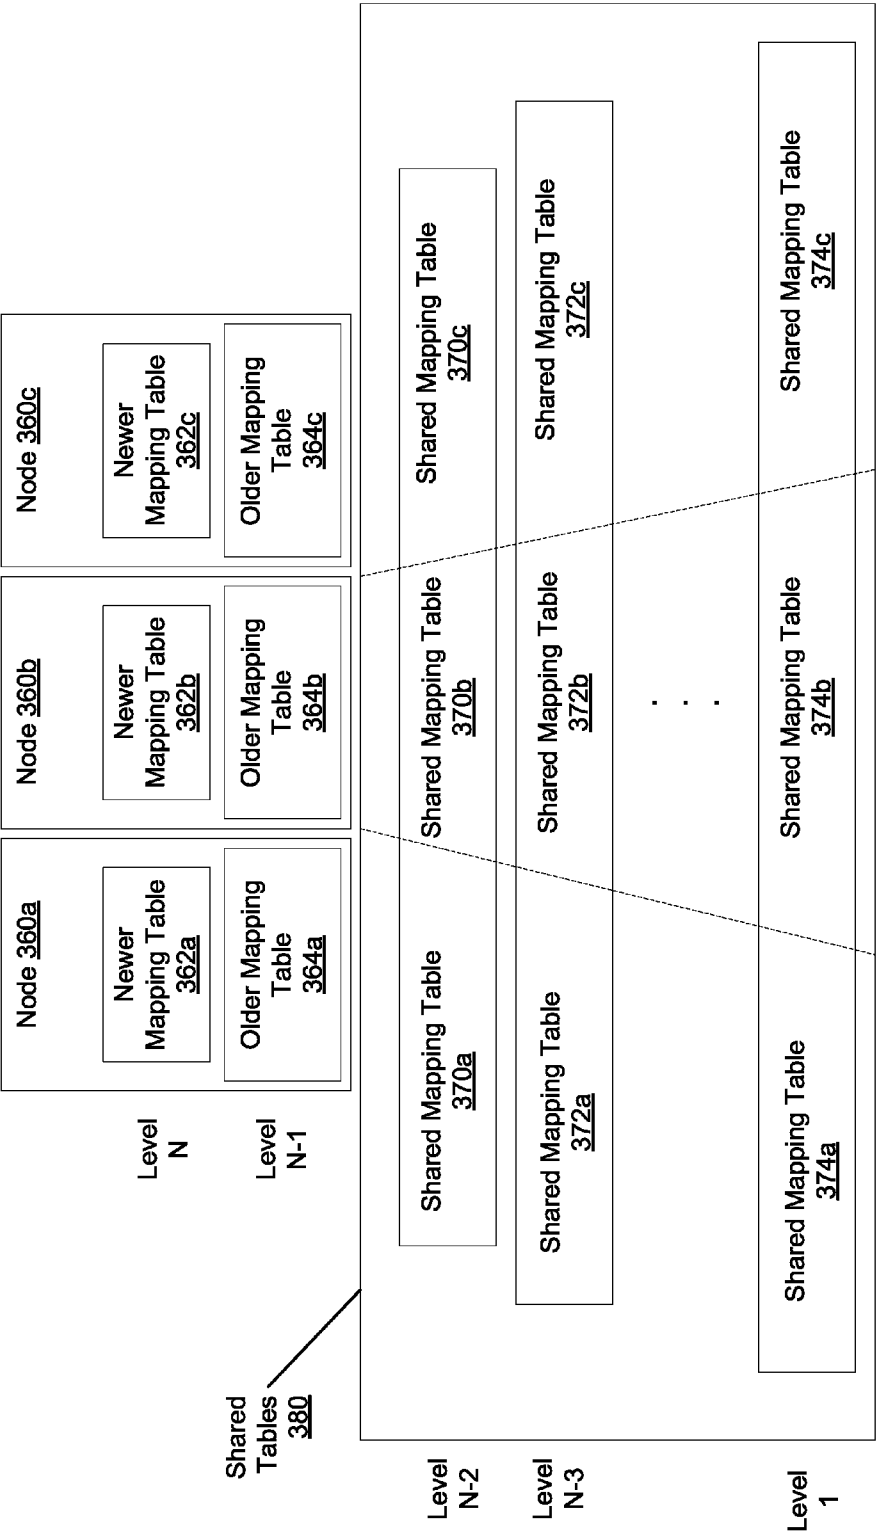 Node 360a
Node 360b
Node 360c
Level
N
Newer
Mapping Table
362a
Newer
Mapping Table
362b
Newer
Mapping Table
362c
Level
N-1
Older Mapping
Table
364a
Older Mapping
Table
364b
Older Mapping
Table
364c
Shared
Tables
380
Level
N-2
Shared Mapping Table
370a
Shared Mapping Table
370b
Shared Mapping Table
370c
Level
N-3
Shared Mapping Table
372a
Shared Mapping Table
372b
Shared Mapping Table
372c
. . .
Level
1
Shared Mapping Table
374a
Shared Mapping Table
374b
Shared Mapping Table
374c